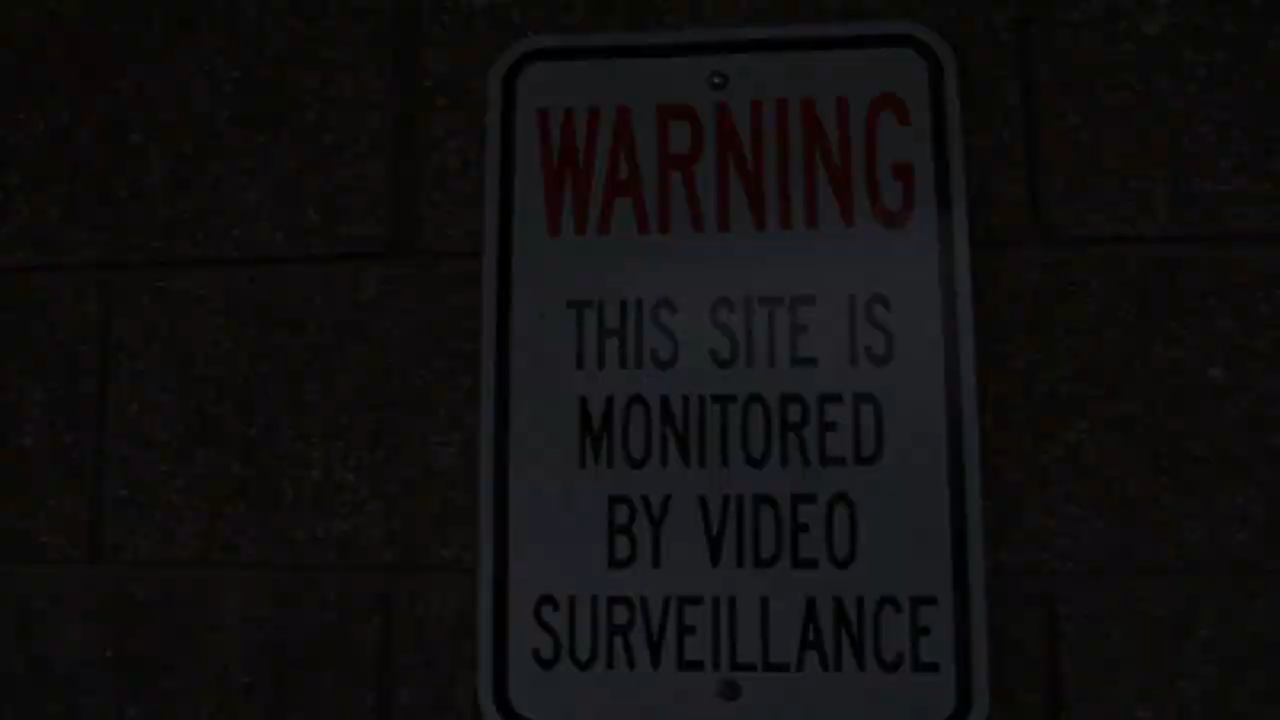 WARNING
THIS SITE IS
MONITORED
BY VIDEO
SURVEILLANCE